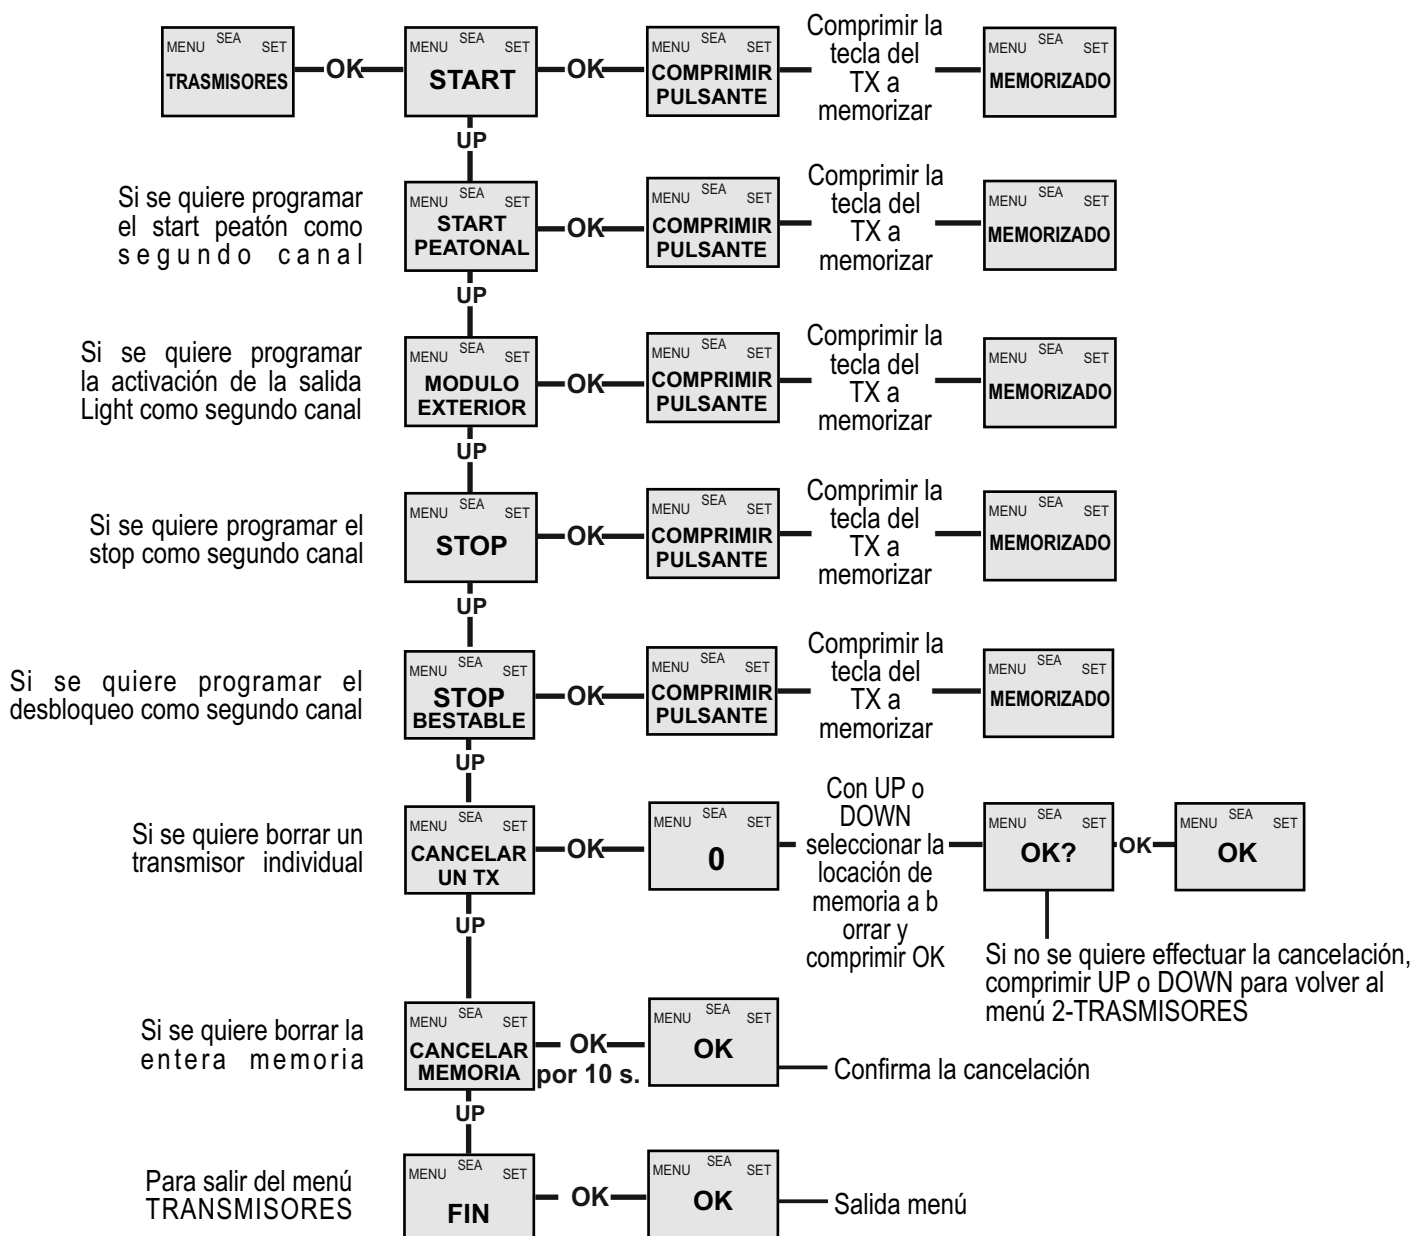 MENU SEA SET
TRASMISORES
OK
MENU SEA SET
START
OK
MENU SEA SET
COMPRIMIR
PULSANTE
Comprimir la
tecla del
TX a
memorizar
MENU SEA SET
MEMORIZADO
UP
Si se quiere programar
el start peatón como
segundo canal
MENU SEA SET
START
PEATONAL
OK
MENU SEA SET
COMPRIMIR
PULSANTE
Comprimir la
tecla del
TX a
memorizar
MENU SEA SET
MEMORIZADO
UP
Si se quiere programar
la activación de la salida
Light como segundo canal
MENU SEA SET
MODULO
EXTERIOR
OK
MENU SEA SET
COMPRIMIR
PULSANTE
Comprimir la
tecla del
TX a
memorizar
MENU SEA SET
MEMORIZADO
UP
Si se quiere programar el
stop como segundo canal
MENU SEA SET
STOP
OK
MENU SEA SET
COMPRIMIR
PULSANTE
Comprimir la
tecla del
TX a
memorizar
MENU SEA SET
MEMORIZADO
UP
Si se quiere programar el
desbloqueo como segundo canal
MENU SEA SET
STOP
BESTABLE
OK
MENU SEA SET
COMPRIMIR
PULSANTE
Comprimir la
tecla del
TX a
memorizar
MENU SEA SET
MEMORIZADO
UP
Si se quiere borrar un
transmisor individual
MENU SEA SET
CANCELAR
UN TX
OK
MENU SEA SET
0
Con UP o
DOWN
seleccionar la
locación de
memoria a b
orrar y
comprimir OK
MENU SEA SET
OK?
OK
MENU SEA SET
OK
Si no se quiere effectuar la cancelación,
comprimir UP o DOWN para volver al
menú 2-TRASMISORES
UP
Si se quiere borrar la
entera memoria
MENU SEA SET
CANCELAR
MEMORIA
OK
por 10 s.
MENU SEA SET
OK
Confirma la cancelación
UP
Para salir del menú
TRANSMISORES
MENU SEA SET
FIN
OK
MENU SEA SET
OK
Salida menú